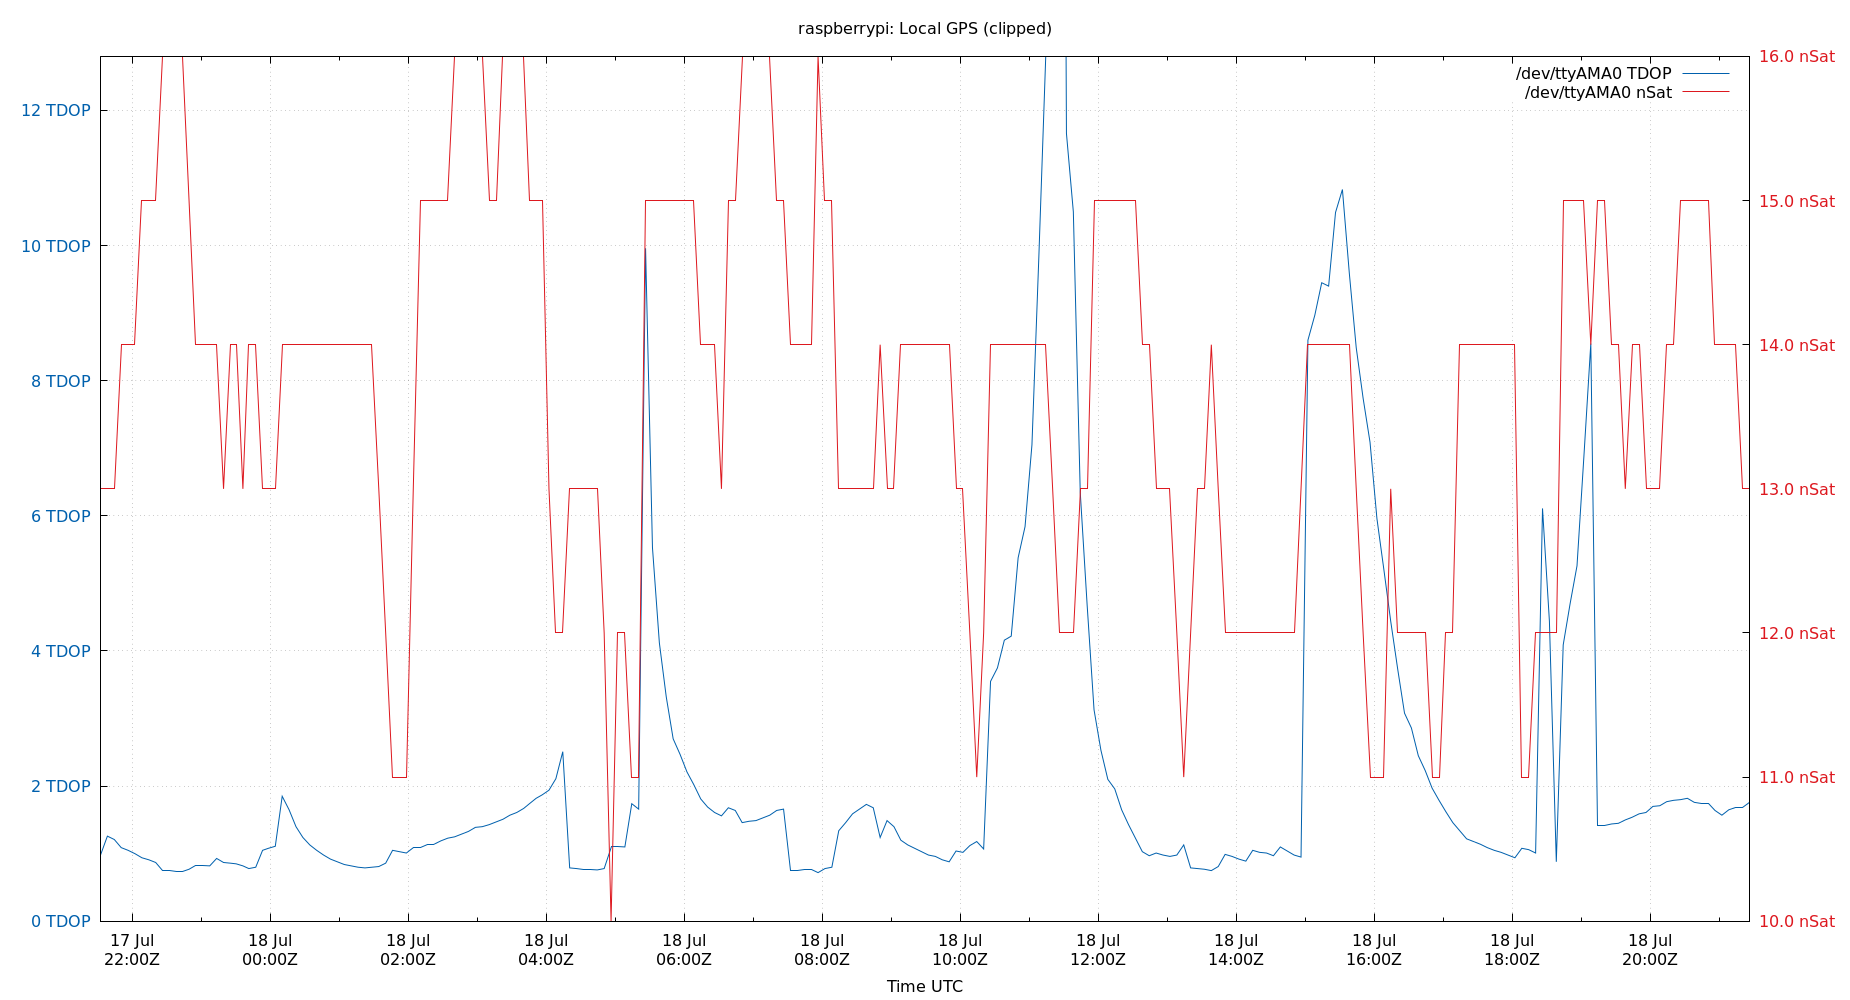 raspberrypi: Local GPS (clipped)
/dev/ttyAMA0 TDOP
/dev/ttyAMA0 nSat
12 TDOP
10 TDOP
8 TDOP
6 TDOP
4 TDOP
2 TDOP
0 TDOP
16.0 nSat
15.0 nSat
14.0 nSat
13.0 nSat
12.0 nSat
11.0 nSat
10.0 nSat
17 Jul 18 Jul 18 Jul 18 Jul 18 Jul 18 Jul 18 Jul 18 Jul 18 Jul 18 Jul 18 Jul 18 Jul
22:00Z 00:00Z 02:00Z 04:00Z 06:00Z 08:00Z 10:00Z 12:00Z 14:00Z 16:00Z 18:00Z 20:00Z
Time UTC